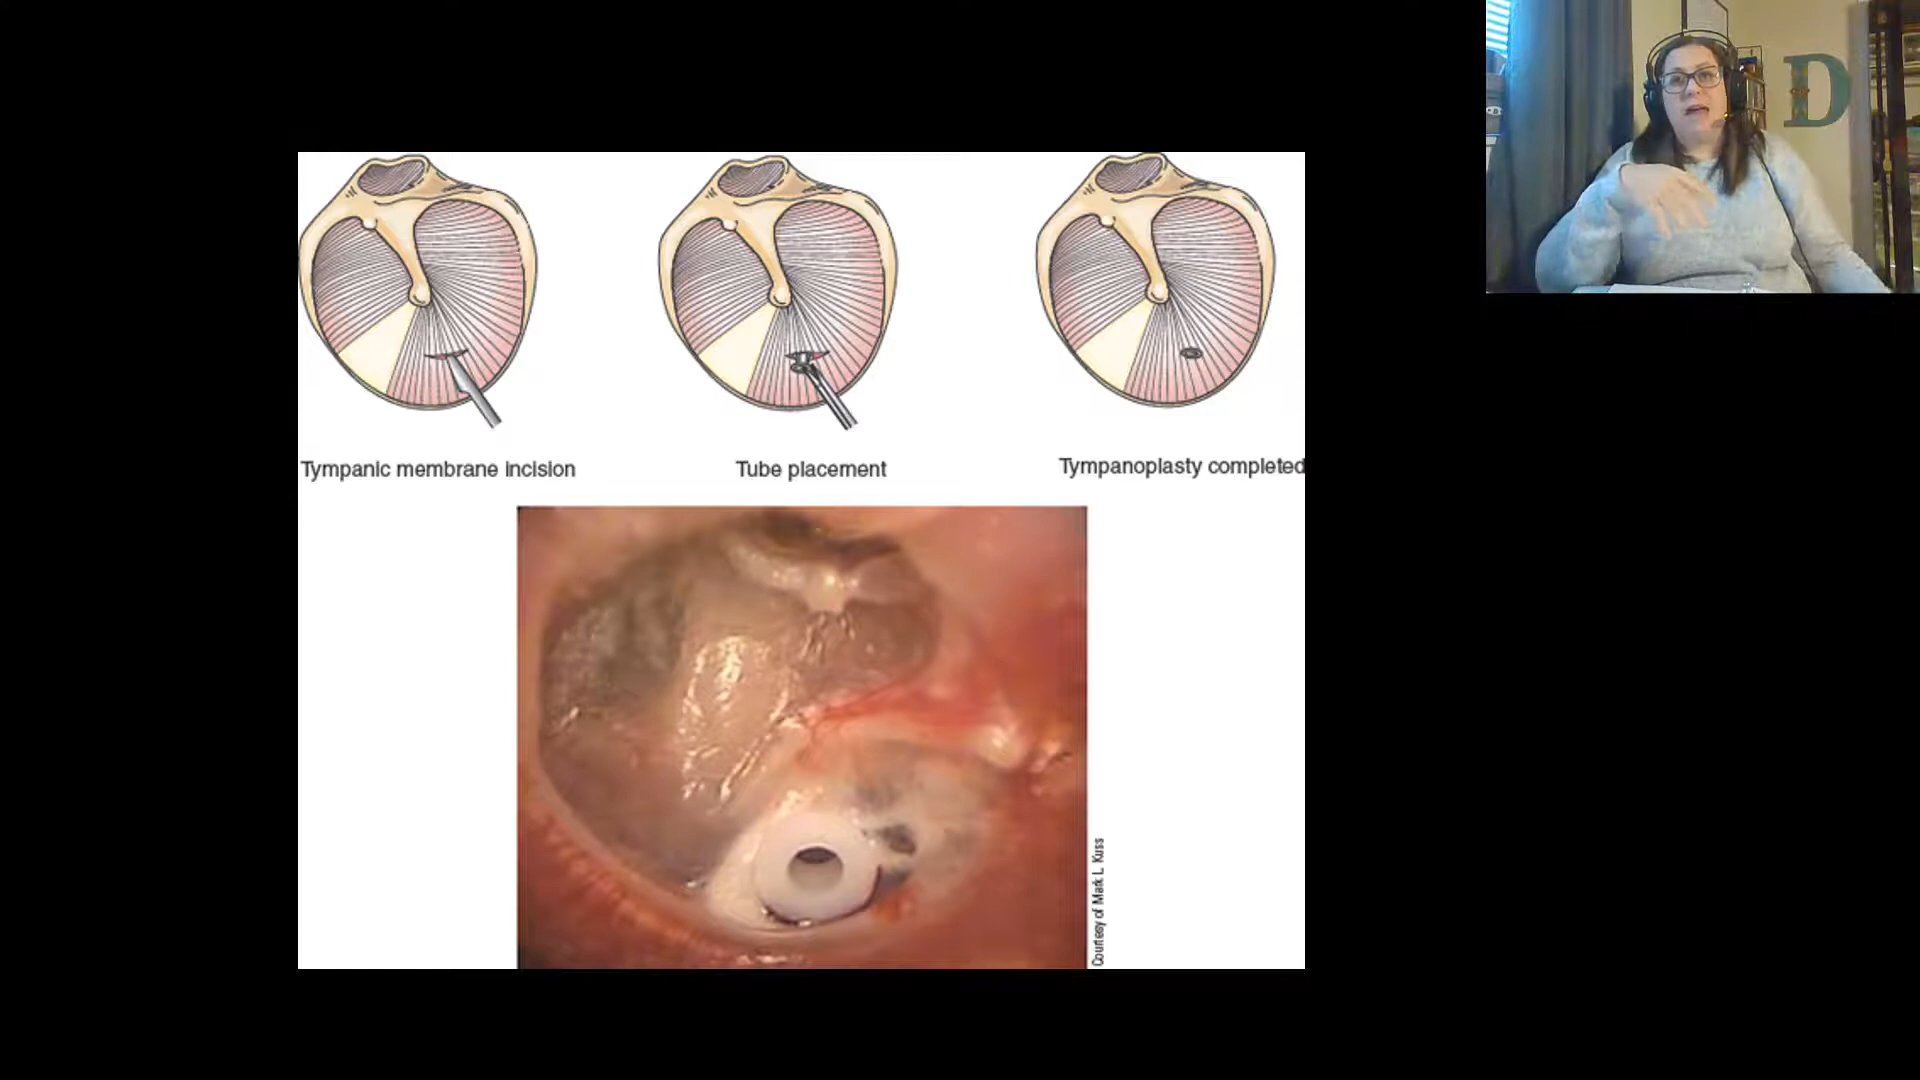 D
Tympanic membrane incision
Tube placement
Tympanoplasty completed
Courtesy of Mark L. Kuss